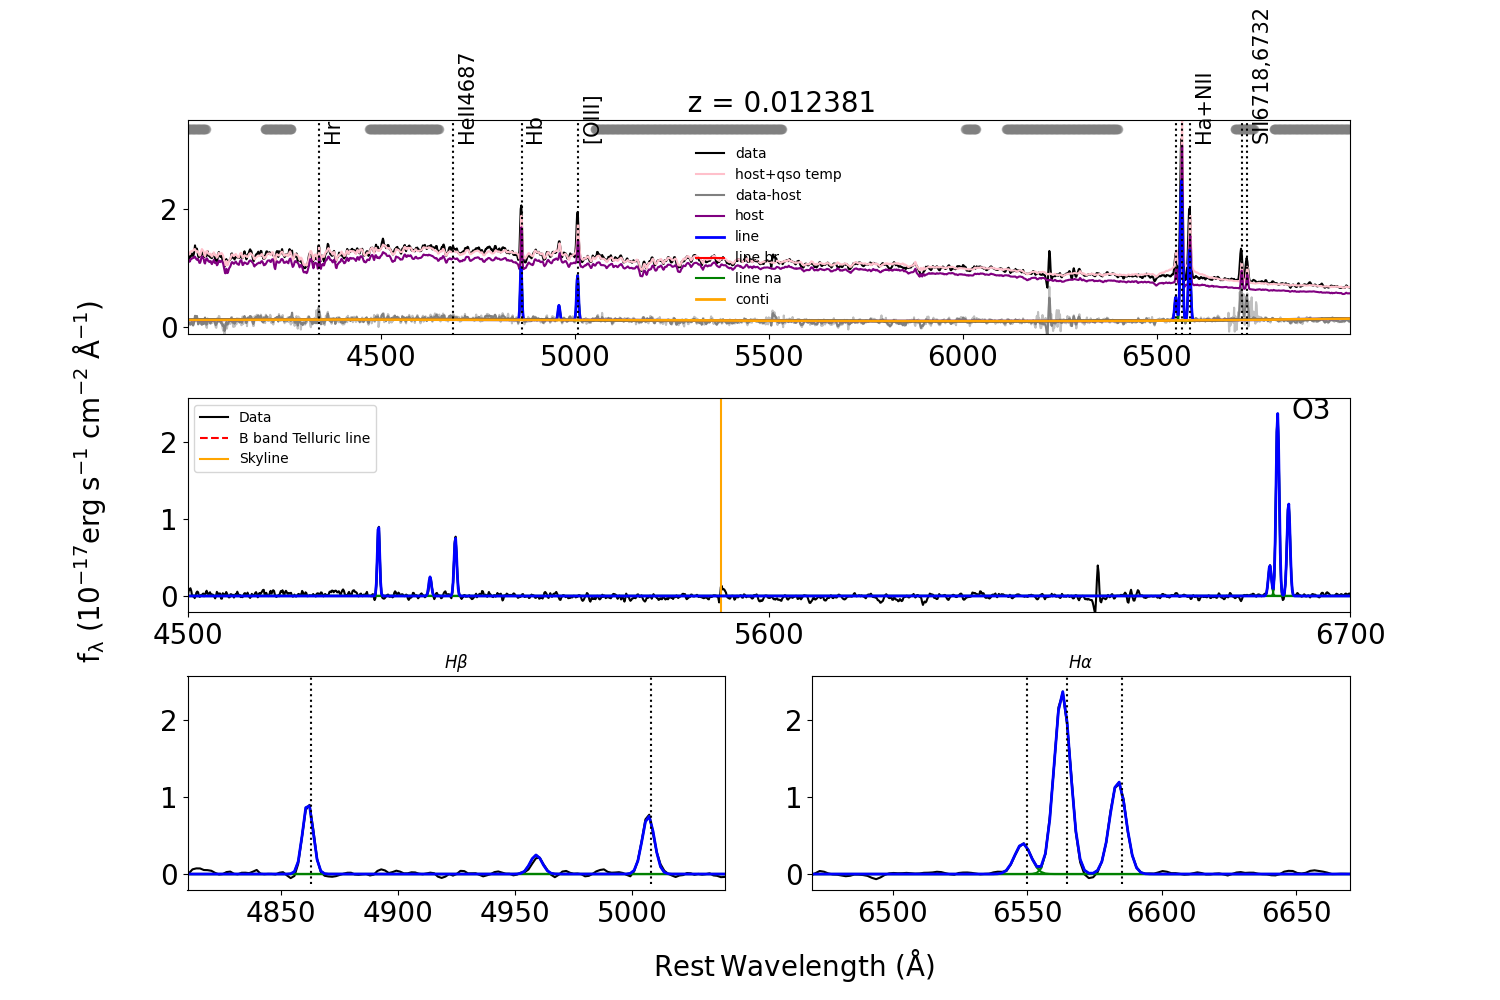 z = 0.012381
Hr
HeII4687
Hb
[OIII]
Ha+NII
SII6718,6732
data
host+qso temp
data-host
host
line
line br
line na
conti
2
0
4500
5000
5500
6000
6500
fλ (10⁻¹⁷erg s⁻¹ cm⁻² Å⁻¹)
Data
B band Telluric line
Skyline
O3
2
1
0
4500
5600
6700
Hβ
2
1
0
4850
4900
4950
5000
Hα
2
1
0
6500
6550
6600
6650
Rest Wavelength (Å)